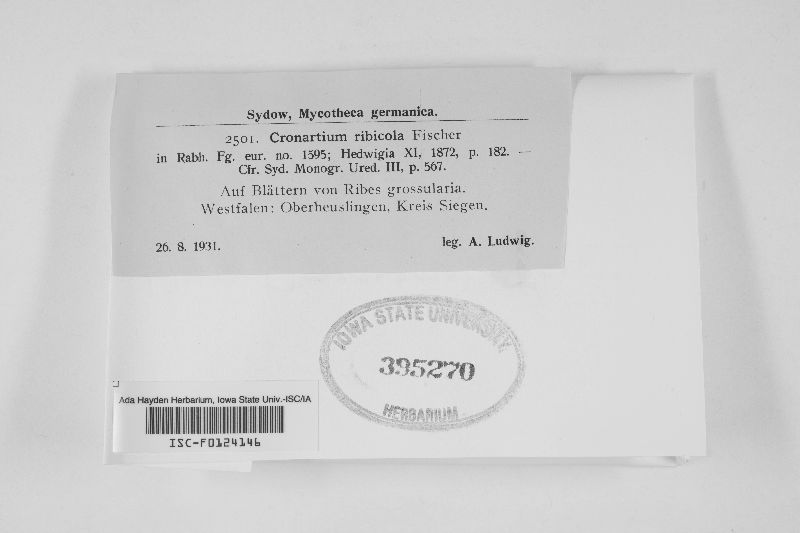 Sydow, Mycotheca germanica.
2501. Cronartium ribicola Fischer
in Rabh. Fg. eur. no. 1595; Hedwigia XI, 1872, p. 182. —
Cfr. Syd. Monogr. Ured. III, p. 567.
Auf Blättern von Ribes grossularia.
Westfalen: Oberheuslingen, Kreis Siegen.
26. 8. 1931. leg. A. Ludwig.
IOWA STATE UNIVERSITY
395270
HERBARIUM
Ada Hayden Herbarium, Iowa State Univ.-ISC/IA
ISC-F0124146